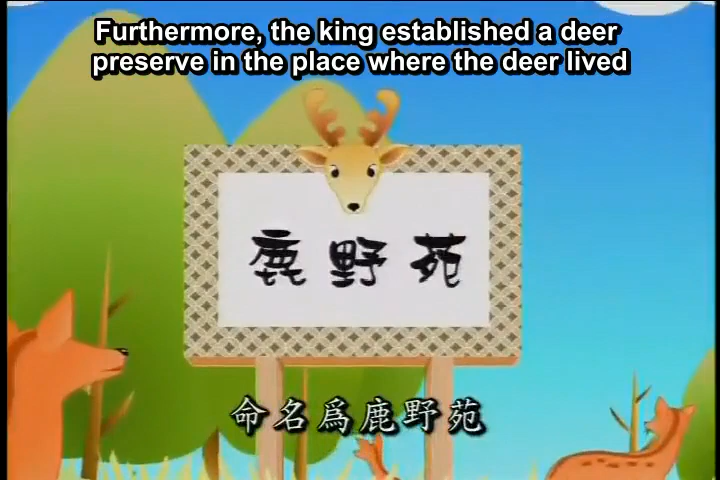 Furthermore, the king established a deer
preserve in the place where the deer lived
鹿野苑
命名爲鹿野苑